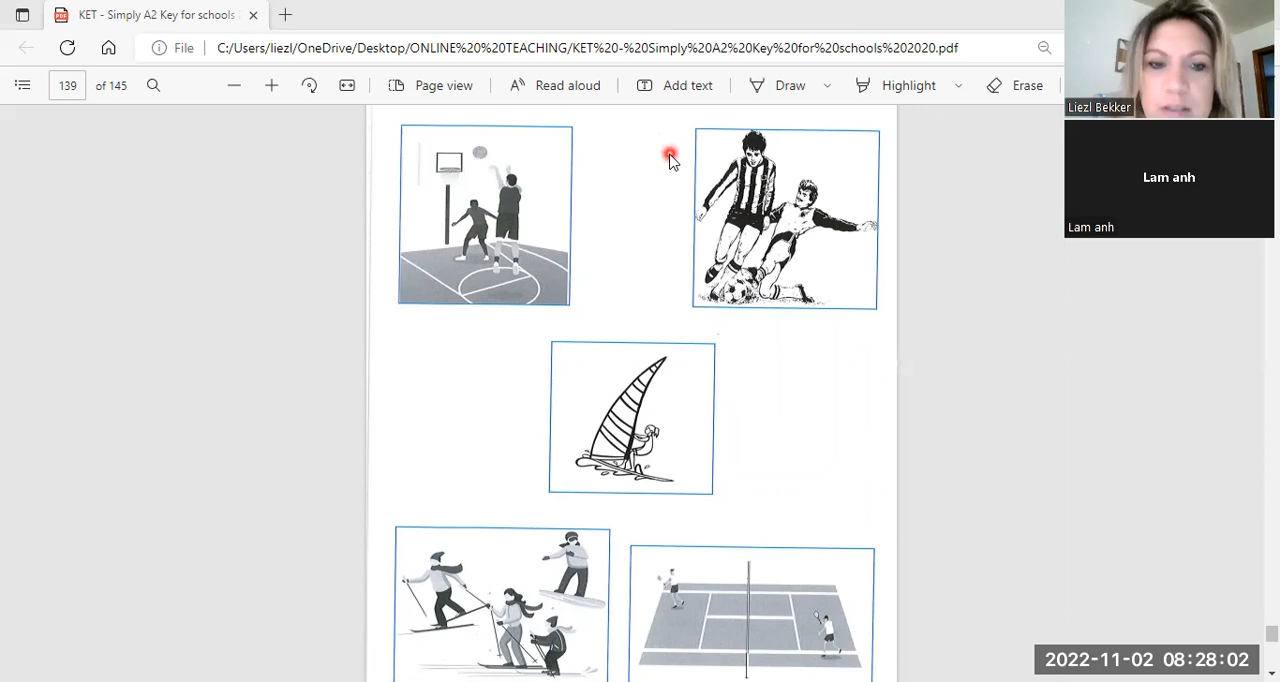 KET - Simply A2 Key for schools
File
C:/Users/liezl/OneDrive/Desktop/ONLINE%20%20TEACHING/KET%20-%20Simply%20A2%20Key%20for%20schools%202020.pdf
139 of 145
Page view
Read aloud
Add text
Draw
Highlight
Erase
Liezl Bekker
Lam anh
Lam anh
2022-11-02 08:28:02